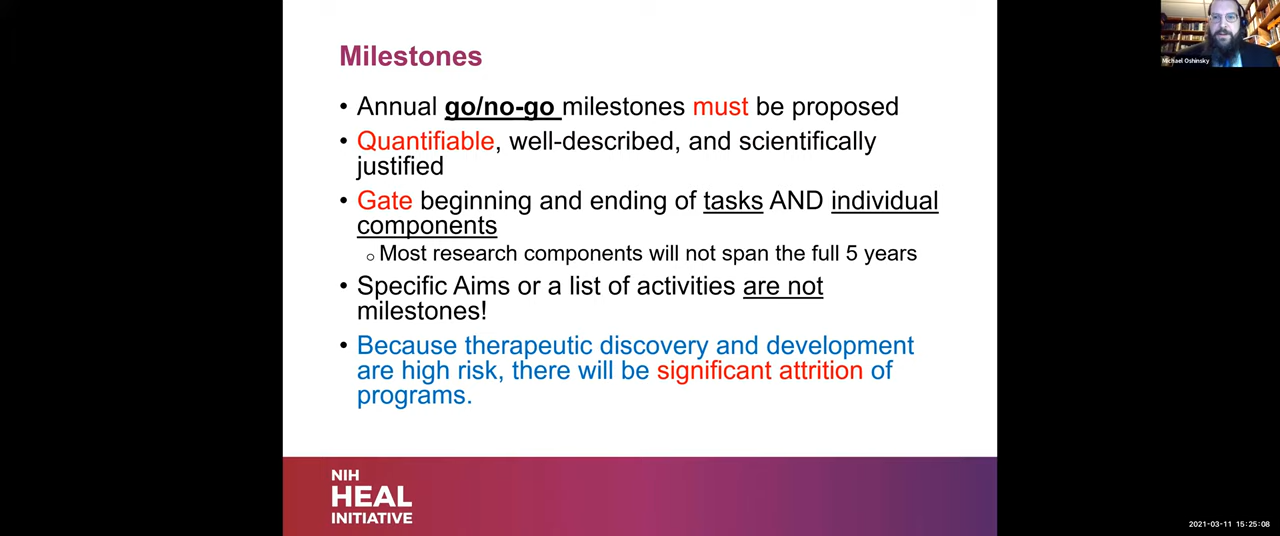 Milestones
• Annual go/no-go milestones must be proposed
• Quantifiable, well-described, and scientifically
justified
• Gate beginning and ending of tasks AND individual
components
o Most research components will not span the full 5 years
• Specific Aims or a list of activities are not
milestones!
• Because therapeutic discovery and development
are high risk, there will be significant attrition of
programs.
NIH
HEAL
INITIATIVE
Michael Oshinsky
2021-03-11 15:25:08